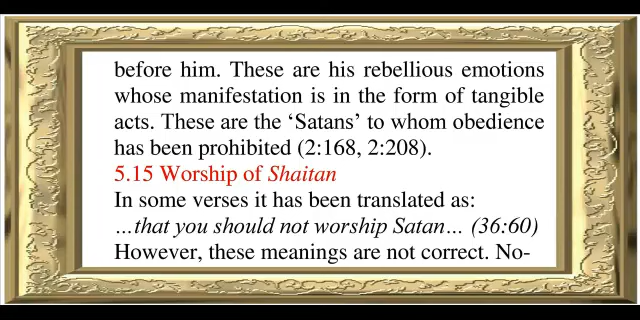 before him. These are his rebellious emotions
whose manifestation is in the form of tangible
acts. These are the ‘Satans’ to whom obedience
has been prohibited (2:168, 2:208).
5.15 Worship of Shaitan
In some verses it has been translated as:
…that you should not worship Satan… (36:60)
However, these meanings are not correct. No-